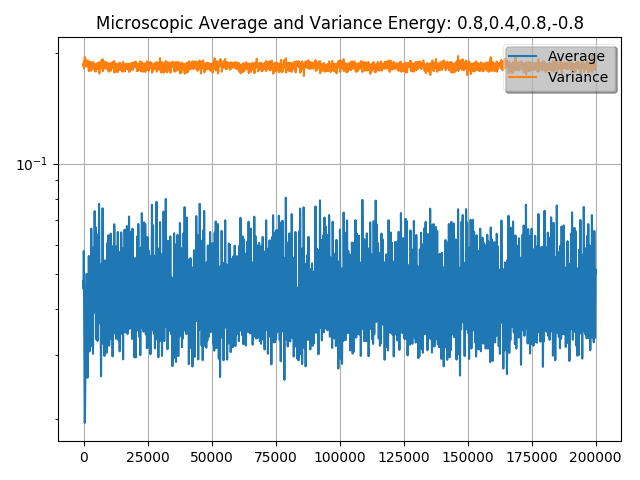 Microscopic Average and Variance Energy: 0.8,0.4,0.8,-0.8
Average
Variance
10⁻¹
0 25000 50000 75000 100000 125000 150000 175000 200000